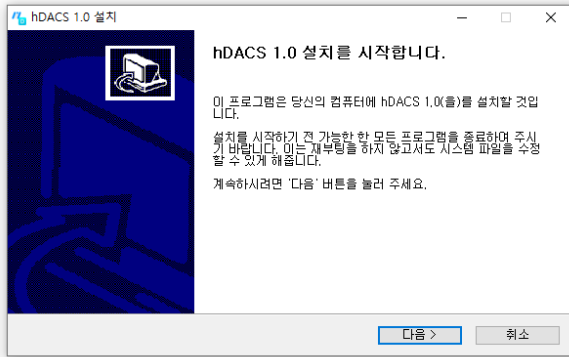 hDACS 1.0 설치
hDACS 1.0 설치를 시작합니다.
이 프로그램은 당신의 컴퓨터에 hDACS 1.0(을)를 설치할 것입
니다.
설치를 시작하기 전 가능한 한 모든 프로그램을 종료하여 주시
기 바랍니다. 이는 재부팅을 하지 않고서도 시스템 파일을 수정
할 수 있게 해줍니다.
계속하시려면 '다음' 버튼을 눌러 주세요.
다음 >
취소